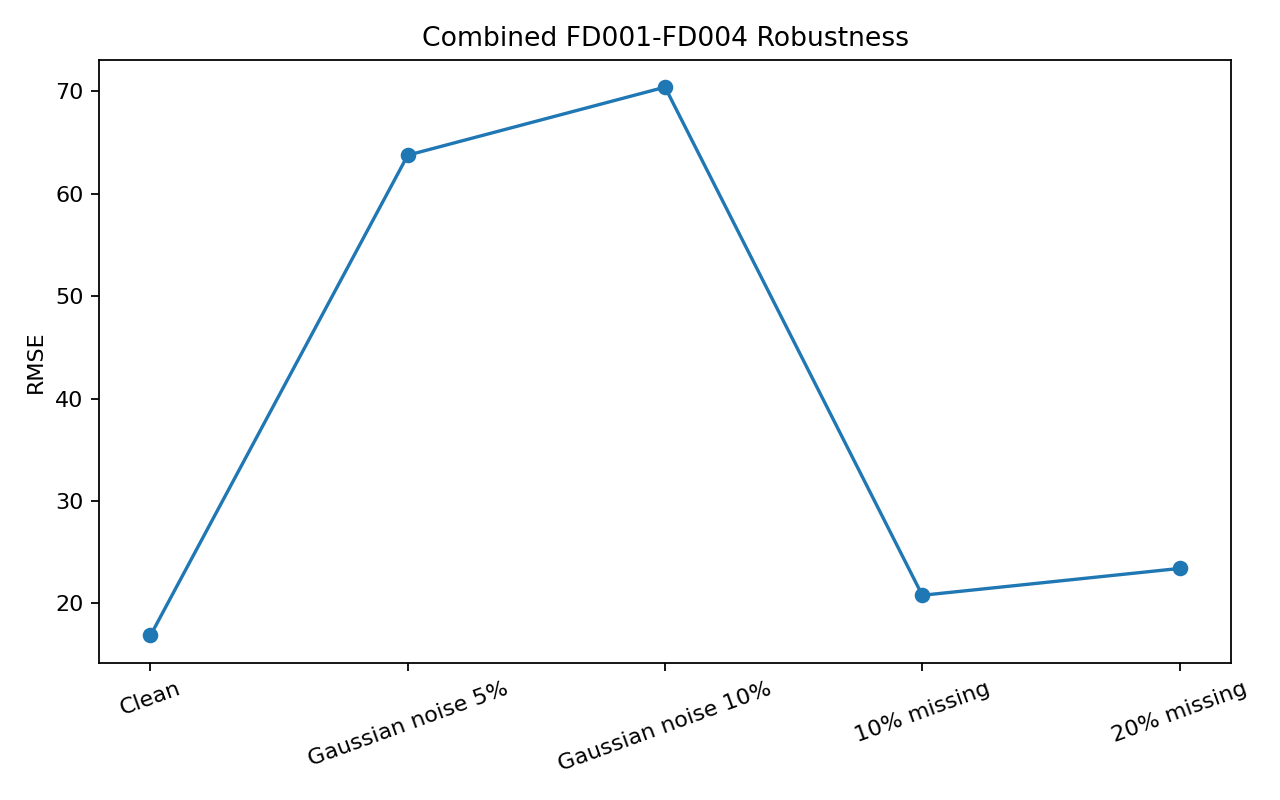 Combined FD001-FD004 Robustness
RMSE
70
60
50
40
30
20
Clean
Gaussian noise 5%
Gaussian noise 10%
10% missing
20% missing